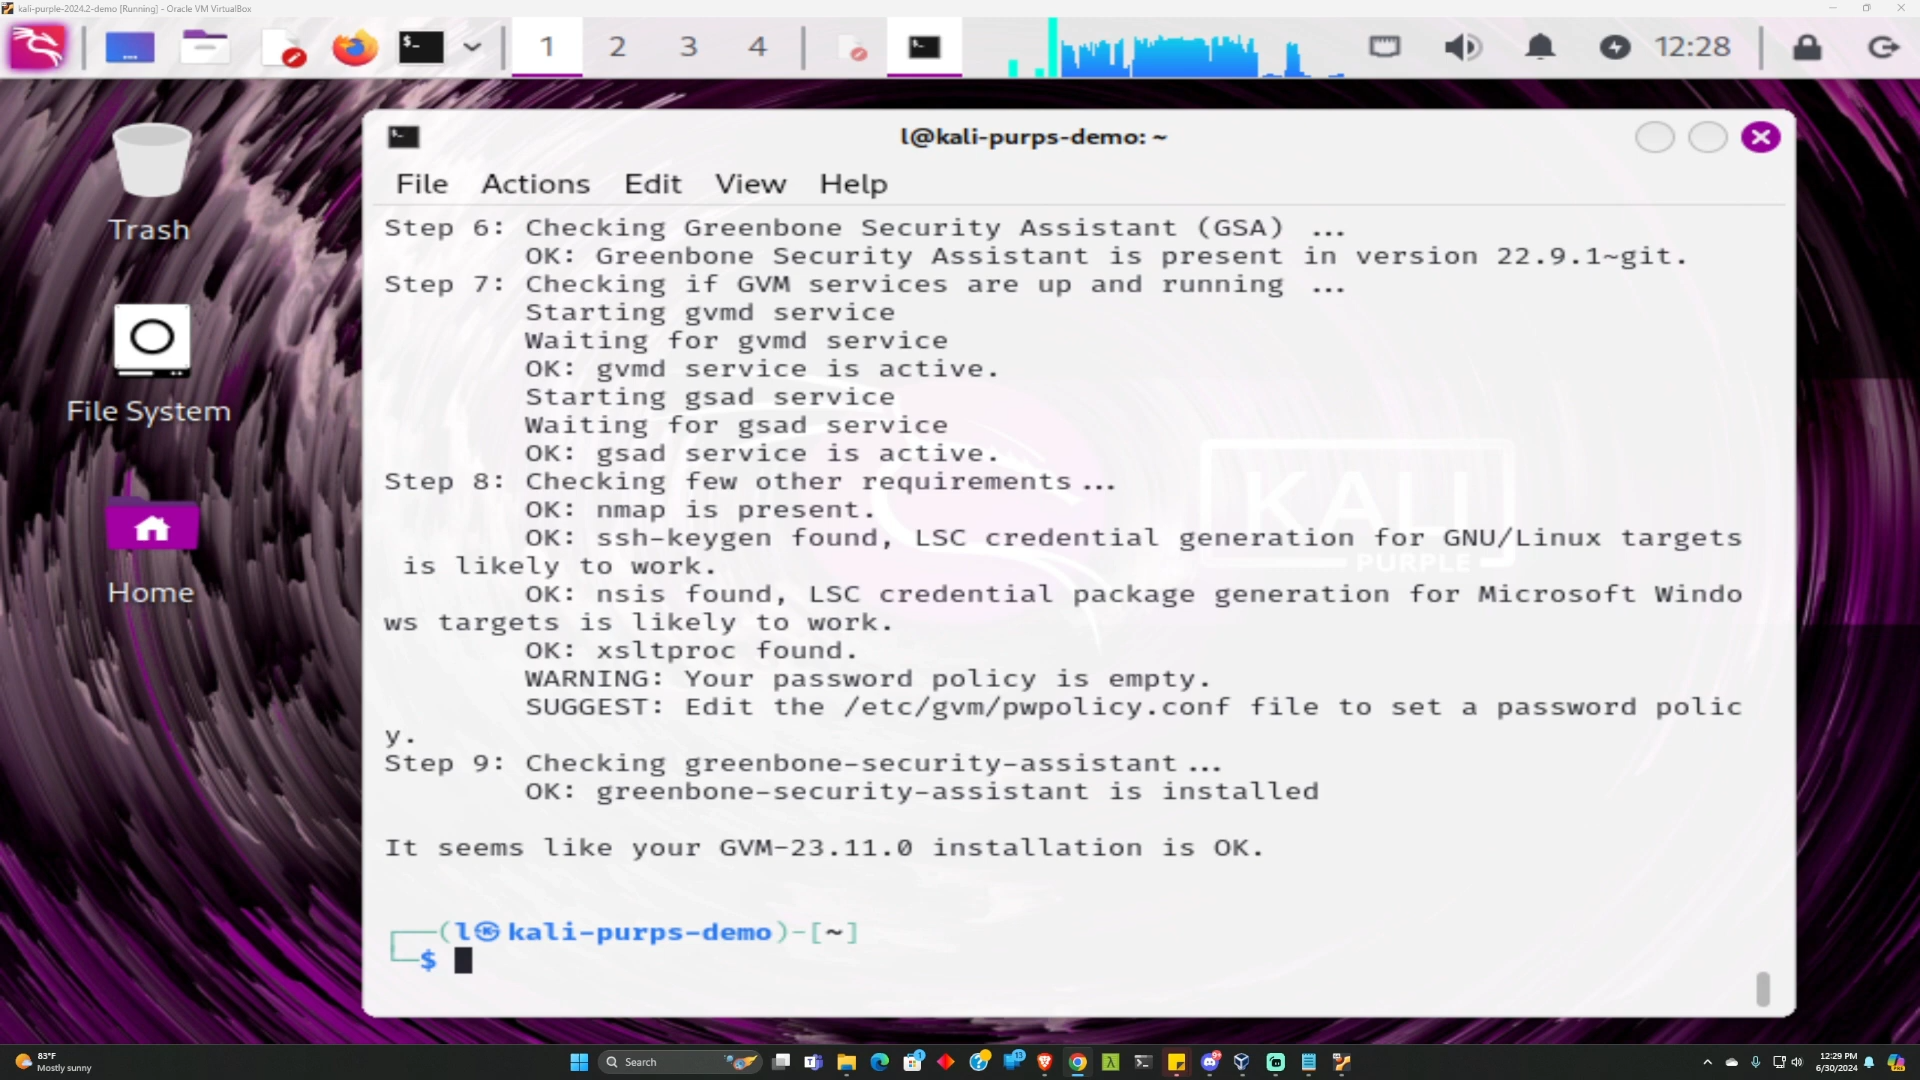 kali-purple-2024.2-demo [Running] - Oracle VM VirtualBox
1 2 3 4
12:28
Trash
File System
Home
l@kali-purps-demo: ~
File Actions Edit View Help
Step 6: Checking Greenbone Security Assistant (GSA) ...
OK: Greenbone Security Assistant is present in version 22.9.1~git.
Step 7: Checking if GVM services are up and running ...
Starting gvmd service
Waiting for gvmd service
OK: gvmd service is active.
Starting gsad service
Waiting for gsad service
OK: gsad service is active.
Step 8: Checking few other requirements...
OK: nmap is present.
OK: ssh-keygen found, LSC credential generation for GNU/Linux targets
is likely to work.
OK: nsis found, LSC credential package generation for Microsoft Windo
ws targets is likely to work.
OK: xsltproc found.
WARNING: Your password policy is empty.
SUGGEST: Edit the /etc/gvm/pwpolicy.conf file to set a password polic
y.
Step 9: Checking greenbone-security-assistant...
OK: greenbone-security-assistant is installed
It seems like your GVM-23.11.0 installation is OK.
(l㉿kali-purps-demo)-[~]
$
KALI
PURPLE
83°F
Mostly sunny
Search
12:29 PM
6/30/2024